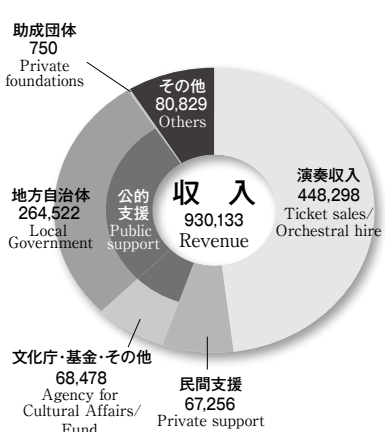 助成団体
750
Private
foundations
その他
80,829
Others
演奏収入
448,298
Ticket sales/
Orchestral hire
地方自治体
264,522
Local
Government
公的
支援
Public
support
収 入
930,133
Revenue
文化庁・基金・その他
68,478
Agency for
Cultural Affairs/
Fund
民間支援
67,256
Private support